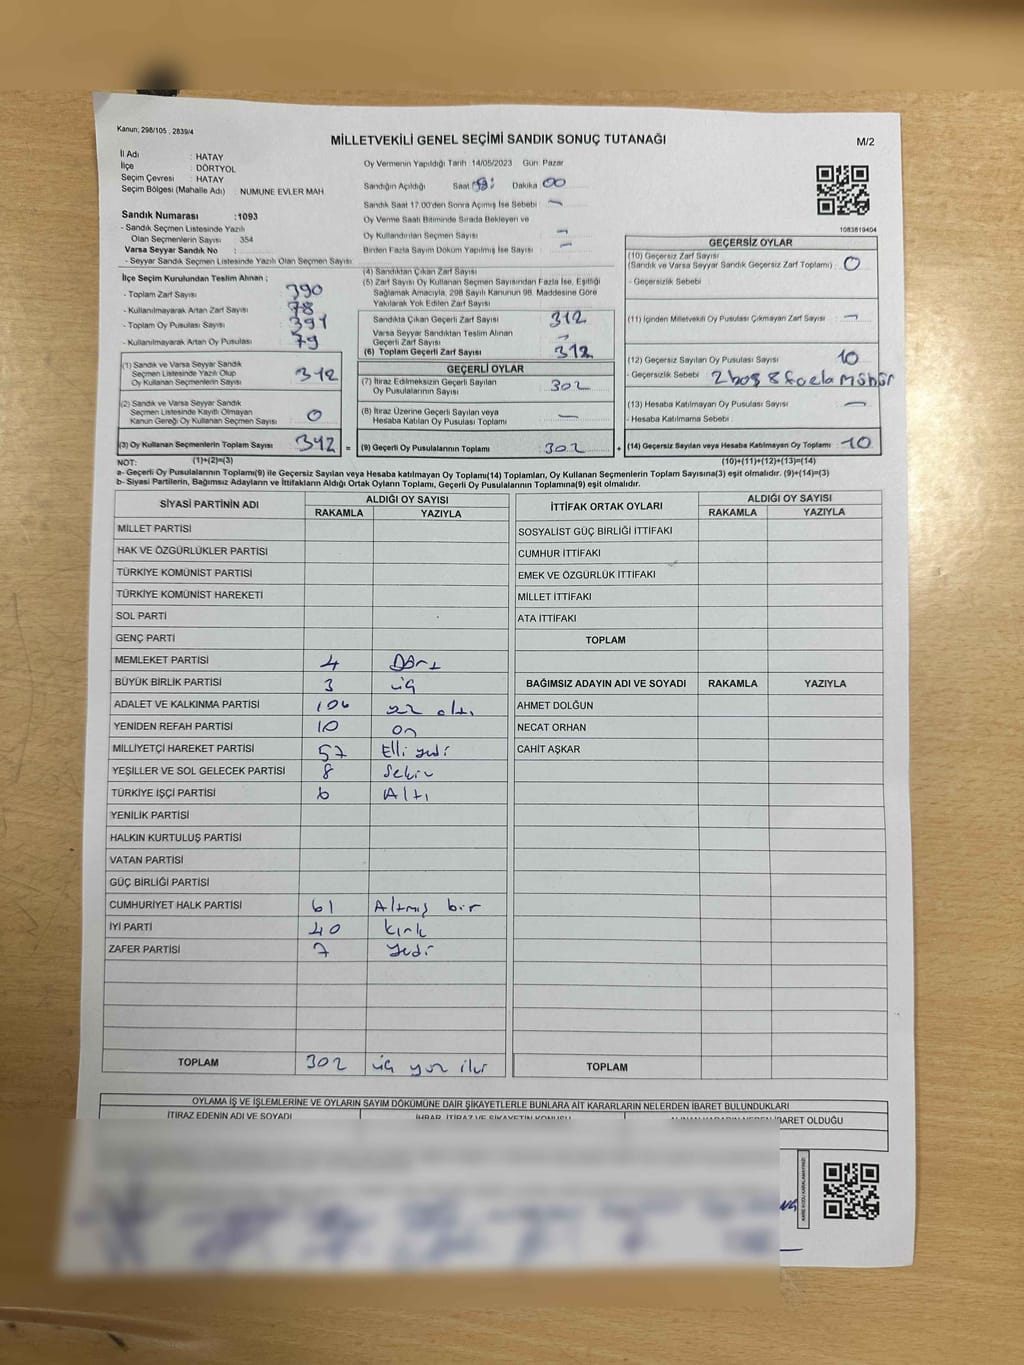 Kanun; 298/105 , 2839/4
MİLLETVEKİLİ GENEL SEÇİMİ SANDIK SONUÇ TUTANAĞI
M/2
İl Adı : HATAY
İlçe : DÖRTYOL
Seçim Çevresi : HATAY
Seçim Bölgesi (Mahalle Adı) : NUMUNE EVLER MAH
Sandık Numarası :1093
- Sandık Seçmen Listesinde Yazılı
Olan Seçmenlerin Sayısı : 354
Varsa Seyyar Sandık No :
- Seyyar Sandık Seçmen Listesinde Yazılı Olan Seçmen Sayısı:
Oy Vermenin Yapıldığı Tarih: 14/05/2023 Gün: Pazar
Sandığın Açıldığı Saat Dakika 00
Sandık Saat 17.00'den Sonra Açımış İse Sebebi: -
Oy Verme Saati Bitiminde Sırada Bekleyen ve
Oy Kullandırılan Seçmen Sayısı -
Birden Fazla Sayım Döküm Yapılmış İse Sayısı: -
1083819404
İlçe Seçim Kurulundan Teslim Alınan ;
- Toplam Zarf Sayısı : 390
- Kullanılmayarak Artan Zarf Sayısı : 78
- Toplam Oy Pusulası Sayısı : 391
- Kullanılmayarak Artan Oy Pusulası : 79
(1) Sandık ve Varsa Seyyar Sandık
Seçmen Listesinde Yazılı Olup
Oy Kullanan Seçmenlerin Sayısı : 312
(2) Sandık ve Varsa Seyyar Sandık
Seçmen Listesinde Kayıtlı Olmayan
Kanun Gereği Oy Kullanan Seçmen Sayısı : 0
(3) Oy Kullanan Seçmenlerin Toplam Sayısı : 312 =
(4) Sandıktan Çıkan Zarf Sayısı
(5) Zarf Sayısı Oy Kullanan Seçmen Sayısından Fazla İse, Eşitliği
Sağlamak Amacıyla, 298 Sayılı Kanunun 98. Maddesine Göre
Yakılarak Yok Edilen Zarf Sayısı
Sandıkta Çıkan Geçerli Zarf Sayısı 312
Varsa Seyyar Sandıktan Teslim Alınan
Geçerli Zarf Sayısı -
(6) Toplam Geçerli Zarf Sayısı 312
GEÇERLİ OYLAR
(7) İtiraz Edilmeksizin Geçerli Sayılan
Oy Pusulalarının Sayısı : 302
(8) İtiraz Üzerine Geçerli Sayılan veya
Hesaba Katılan Oy Pusulası Toplamı : -
(9) Geçerli Oy Pusulalarının Toplamı : 302 +
GEÇERSİZ OYLAR
(10) Geçersiz Zarf Sayısı
(Sandık ve Varsa Seyyar Sandık Geçersiz Zarf Toplamı) : 0
- Geçersizlik Sebebi :
(11) İçinden Milletvekili Oy Pusulası Çıkmayan Zarf Sayısı : -
(12) Geçersiz Sayılan Oy Pusulası Sayısı : 10
- Geçersizlik Sebebi : 2 boş 8 fazla Mühür
(13) Hesaba Katılmayan Oy Pusulası Sayısı : -
- Hesaba Katılmama Sebebi :
(14) Geçersiz Sayılan veya Hesaba Katılmayan Oy Toplamı : 10
NOT: (1)+(2)=(3)
(10)+(11)+(12)+(13)=(14)
a- Geçerli Oy Pusulalarının Toplamı(9) ile Geçersiz Sayılan veya Hesaba katılmayan Oy Toplamı(14) Toplamları, Oy Kullanan Seçmenlerin Toplam Sayısına(3) eşit olmalıdır. (9)+(14)=(3)
b- Siyasi Partilerin, Bağımsız Adayların ve İttifakların Aldığı Ortak Oyların Toplamı, Geçerli Oy Pusulalarının Toplamına(9) eşit olmalıdır.
SİYASİ PARTİNİN ADI ALDIĞI OY SAYISI
RAKAMLA YAZIYLA
MİLLET PARTİSİ
HAK VE ÖZGÜRLÜKLER PARTİSİ
TÜRKİYE KOMÜNİST PARTİSİ
TÜRKİYE KOMÜNİST HAREKETİ
SOL PARTİ
GENÇ PARTİ
MEMLEKET PARTİSİ 4 Dört
BÜYÜK BİRLİK PARTİSİ 3 üç
ADALET VE KALKINMA PARTİSİ 106 yüz altı
YENİDEN REFAH PARTİSİ 10 on
MİLLİYETÇİ HAREKET PARTİSİ 57 Elli yedi
YEŞİLLER VE SOL GELECEK PARTİSİ 8 Sekiz
TÜRKİYE İŞÇİ PARTİSİ 6 Altı
YENİLİK PARTİSİ
HALKIN KURTULUŞ PARTİSİ
VATAN PARTİSİ
GÜÇ BİRLİĞİ PARTİSİ
CUMHURİYET HALK PARTİSİ 61 Altmış bir
İYİ PARTİ 40 kırk
ZAFER PARTİSİ 7 yedi
TOPLAM 302 üç yüz iki
İTTİFAK ORTAK OYLARI ALDIĞI OY SAYISI
RAKAMLA YAZIYLA
SOSYALİST GÜÇ BİRLİĞİ İTTİFAKI
CUMHUR İTTİFAKI
EMEK VE ÖZGÜRLÜK İTTİFAKI
MİLLET İTTİFAKI
ATA İTTİFAKI
TOPLAM
BAĞIMSIZ ADAYIN ADI VE SOYADI RAKAMLA YAZIYLA
AHMET DOLĞUN
NECAT ORHAN
CAHİT AŞKAR
TOPLAM
OYLAMA İŞ VE İŞLEMLERİNE VE OYLARIN SAYIM DÖKÜMÜNE DAİR ŞİKAYETLERLE BUNLARA AİT KARARLARIN NELERDEN İBARET BULUNDUKLARI
İTİRAZ EDENİN ADI VE SOYADI
İHBAR, İTİRAZ VE ŞİKAYETİN KONUSU
İBARET OLDUĞU